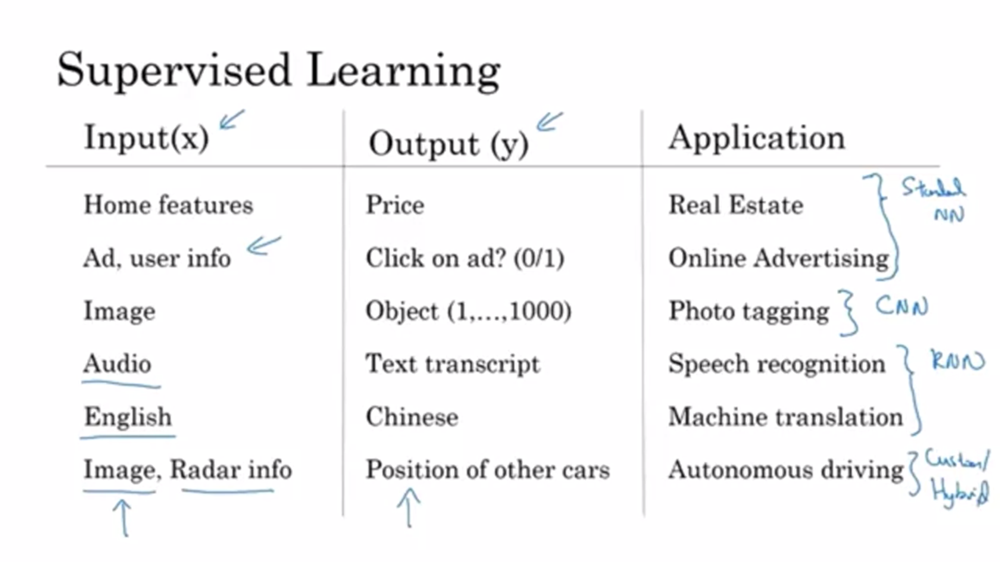 Supervised Learning
Input(x) Output (y) Application
Home features Price Real Estate Standard
NN
Ad, user info Click on ad? (0/1) Online Advertising
Image Object (1,...,1000) Photo tagging CNN
Audio Text transcript Speech recognition RNN
English Chinese Machine translation
Image, Radar info Position of other cars Autonomous driving Custom/
Hybrid